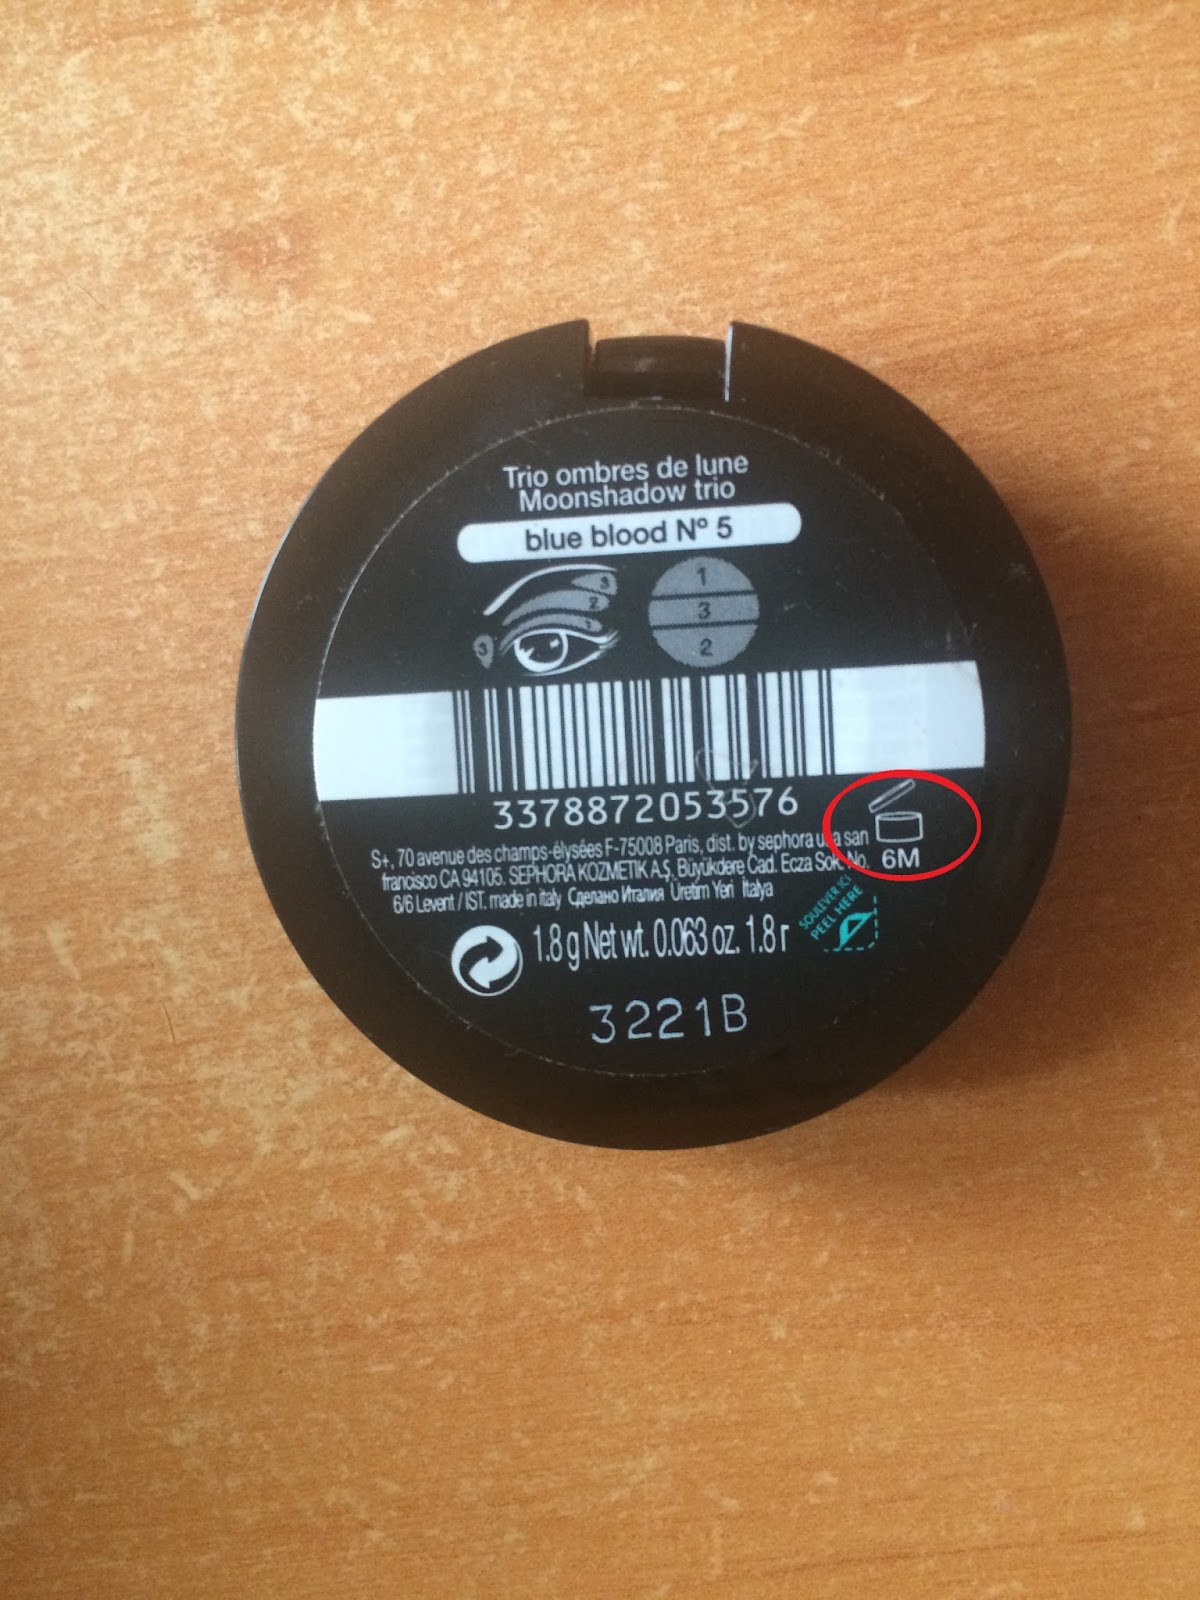 Trio ombres de lune
Moonshadow trio
blue blood Nº 5
3
2
1
3
1
3
2
3378872053576
S+, 70 avenue des champs-élysées F-75008 Paris, dist. by sephora usa san
francisco CA 94105. SEPHORA KOZMETIK A.Ş. Büyükdere Cad. Ecza Sok. No.
6/6 Levent / IST. made in italy Сделано Италия Üretim Yeri İtalya
6M
SOULEVER ICI
PEEL HERE
1.8 g Net wt. 0.063 oz. 1.8 г
3221B